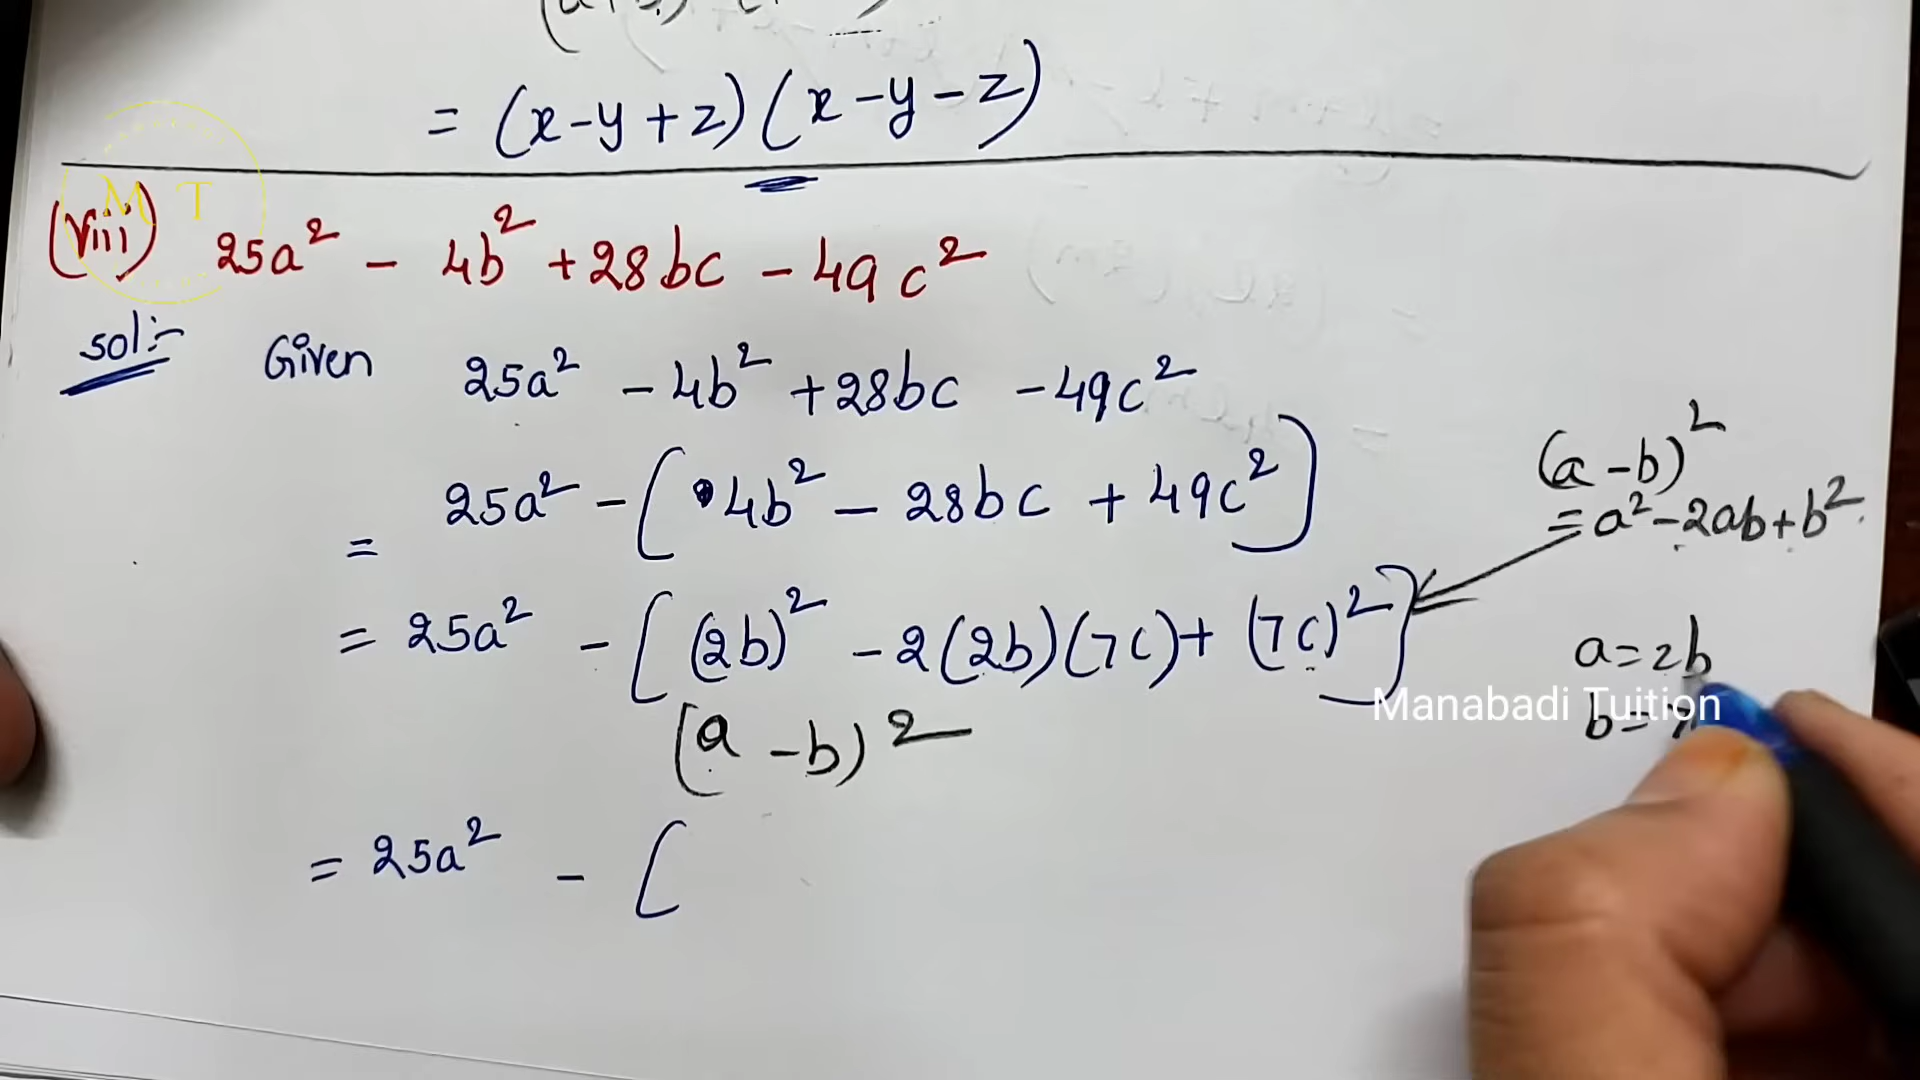 = (x-y+z)(x-y-z)
M T
(viii) 25a² - 4b² + 28bc - 49c²
Sol:- Given 25a² - 4b² + 28bc - 49c²
= 25a² - [4b² - 28bc + 49c²]
(a-b)²
= a² - 2ab + b²
= 25a² - [(2b)² - 2(2b)(7c) + (7c)²]
a = 2b
Manabadi Tuition
b = 7
(a - b)²
= 25a² - [